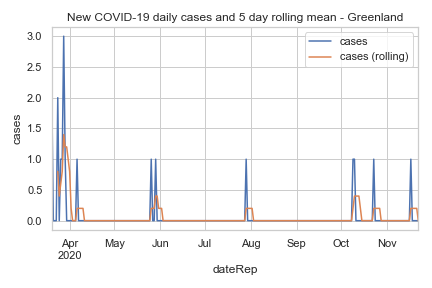 New COVID-19 daily cases and 5 day rolling mean - Greenland
cases
cases (rolling)
3.0
2.5
2.0
1.5
1.0
0.5
0.0
cases
Apr May Jun Jul Aug Sep Oct Nov
2020
dateRep